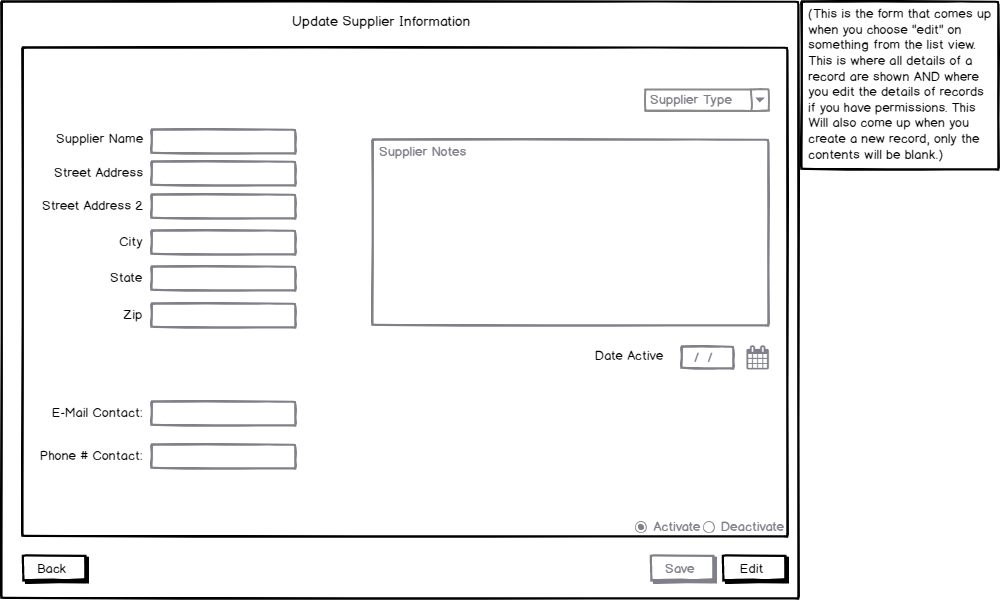 Update Supplier Information
(This is the form that comes up
when you choose "edit" on
something from the list view.
This is where all details of a
record are shown AND where
you edit the details of records
if you have permissions. This
Will also come up when you
create a new record, only the
contents will be blank.)
Supplier Type
Supplier Name
Street Address
Street Address 2
City
State
Zip
Supplier Notes
Date Active
/ /
E-Mail Contact:
Phone # Contact:
Activate
Deactivate
Back
Save
Edit